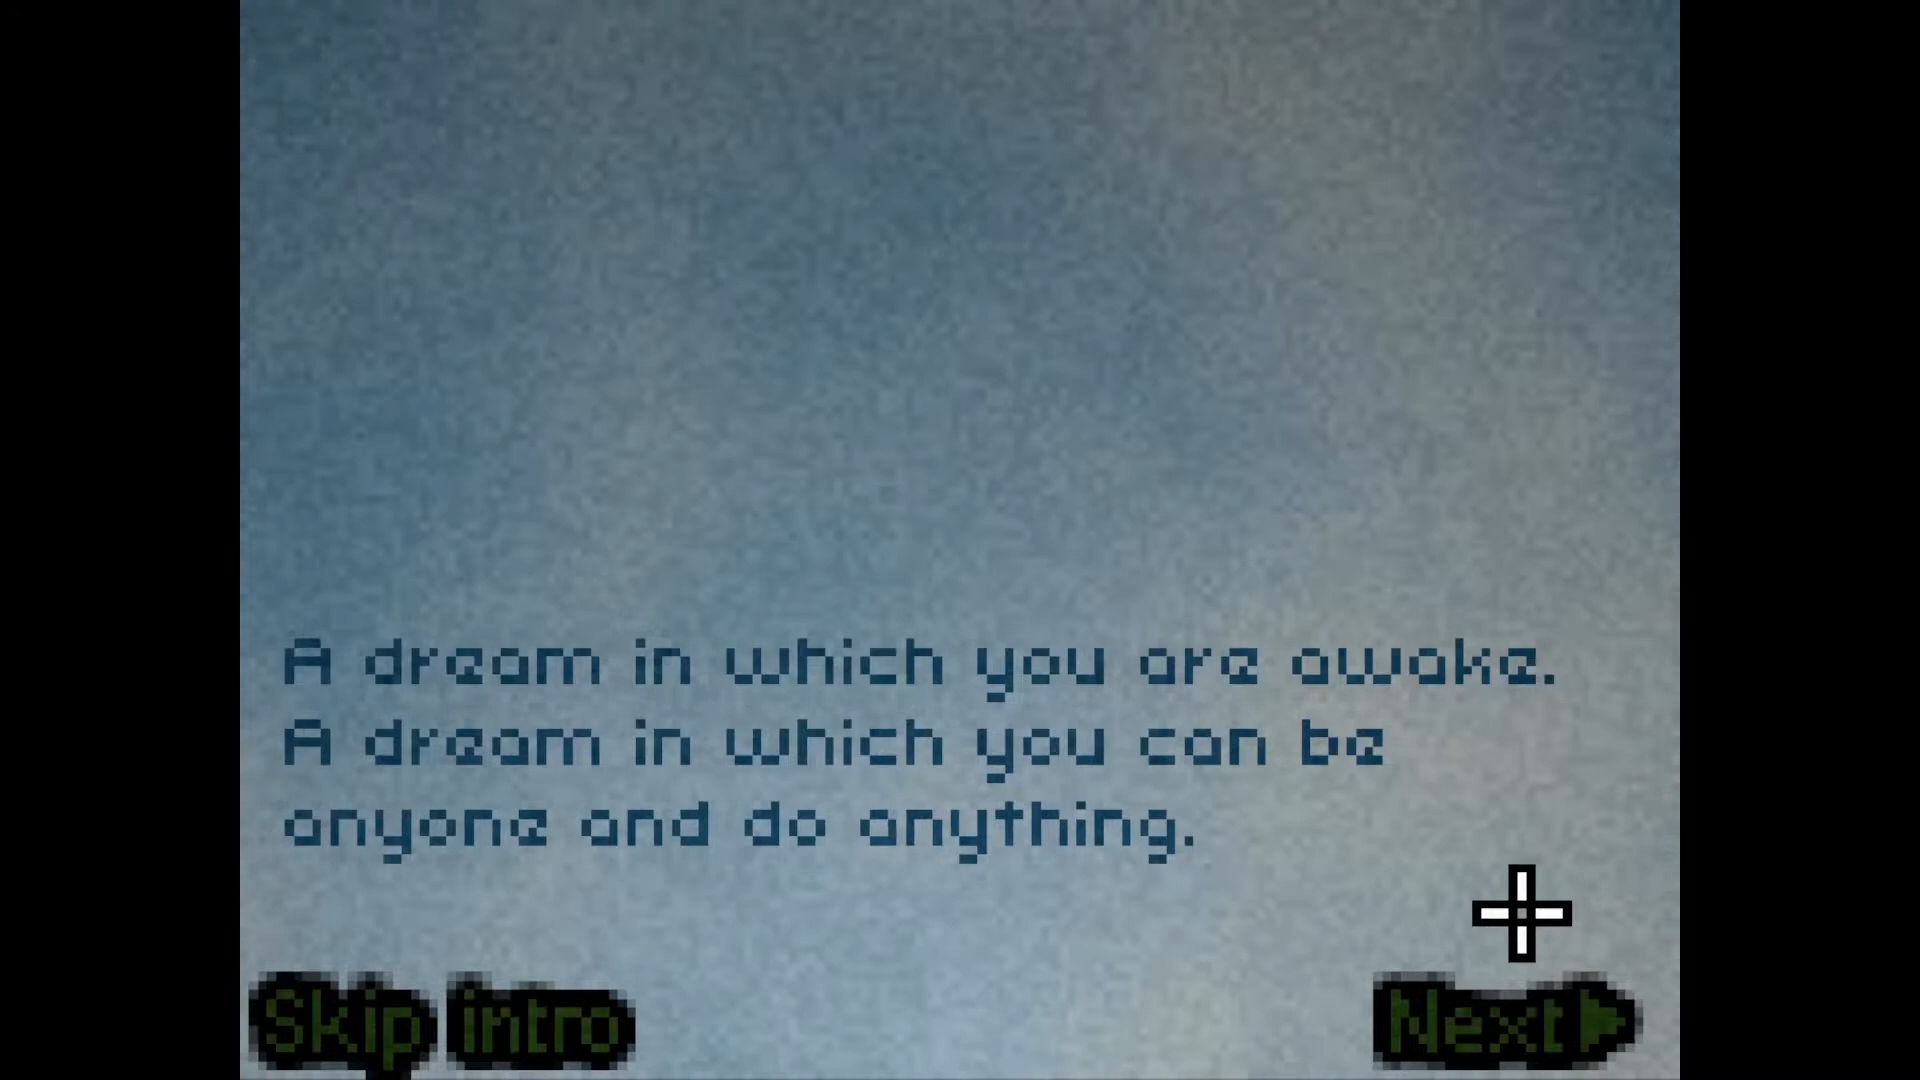 A dream in which you are awake.
A dream in which you can be
anyone and do anything.
Skip intro
Next